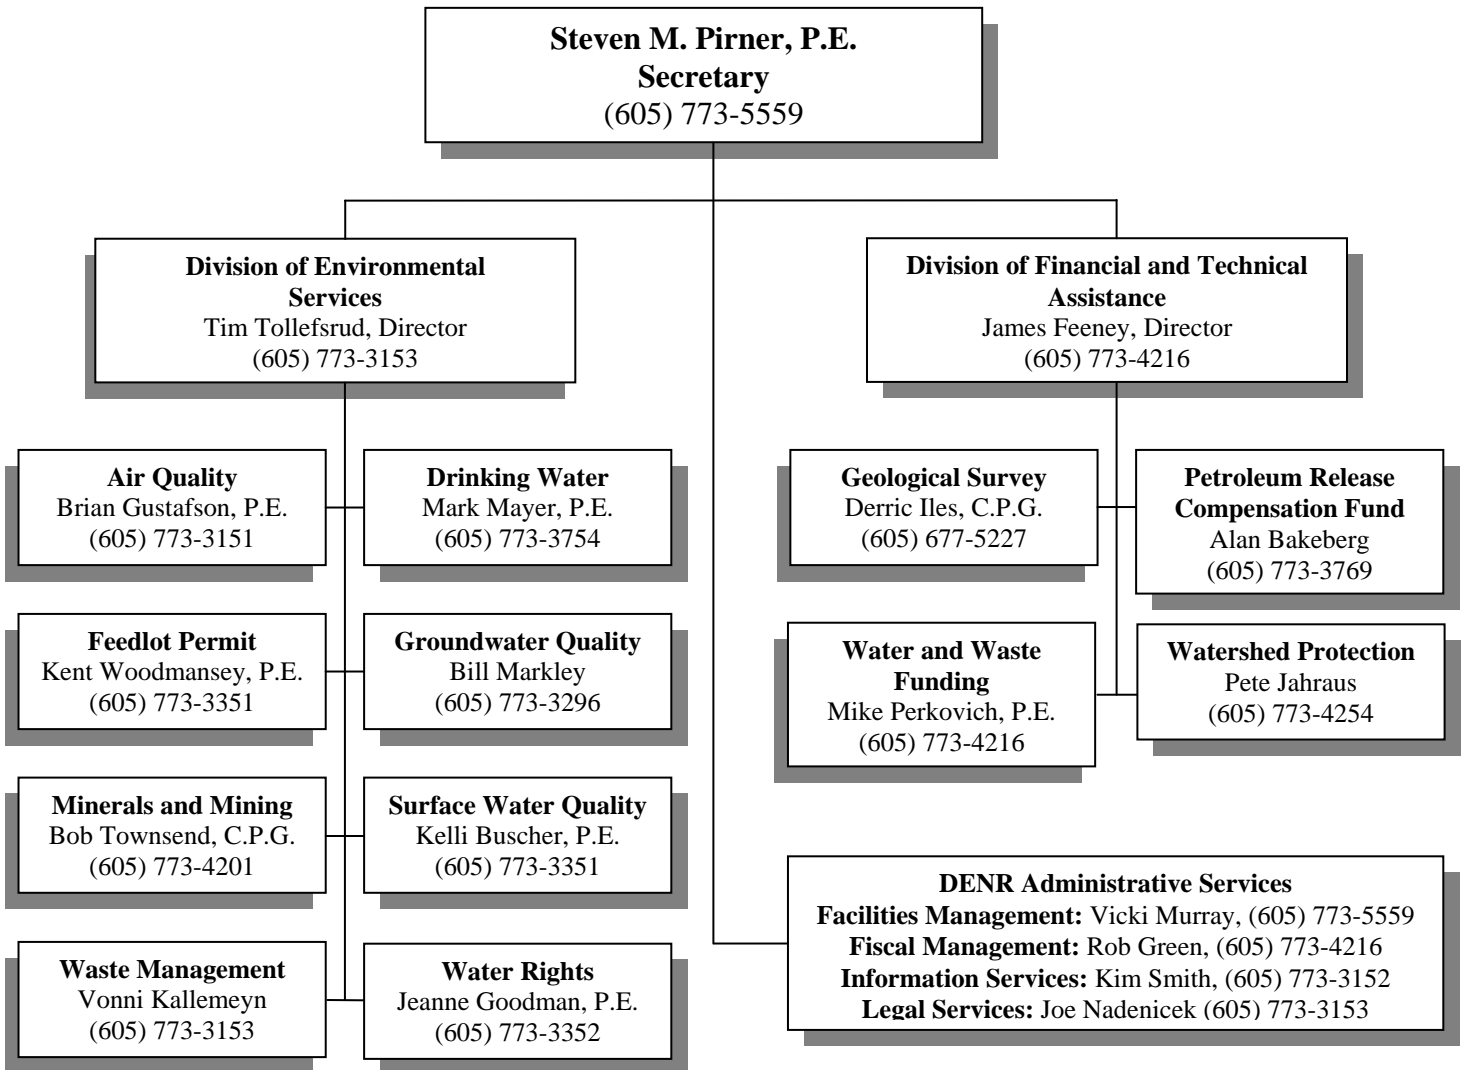 Steven M. Pirner, P.E.
Secretary
(605) 773-5559
Division of Environmental
Services
Tim Tollefsrud, Director
(605) 773-3153
Division of Financial and Technical
Assistance
James Feeney, Director
(605) 773-4216
Air Quality
Brian Gustafson, P.E.
(605) 773-3151
Drinking Water
Mark Mayer, P.E.
(605) 773-3754
Geological Survey
Derric Iles, C.P.G.
(605) 677-5227
Petroleum Release
Compensation Fund
Alan Bakeberg
(605) 773-3769
Feedlot Permit
Kent Woodmansey, P.E.
(605) 773-3351
Groundwater Quality
Bill Markley
(605) 773-3296
Water and Waste
Funding
Mike Perkovich, P.E.
(605) 773-4216
Watershed Protection
Pete Jahraus
(605) 773-4254
Minerals and Mining
Bob Townsend, C.P.G.
(605) 773-4201
Surface Water Quality
Kelli Buscher, P.E.
(605) 773-3351
Waste Management
Vonni Kallemeyn
(605) 773-3153
Water Rights
Jeanne Goodman, P.E.
(605) 773-3352
DENR Administrative Services
Facilities Management: Vicki Murray, (605) 773-5559
Fiscal Management: Rob Green, (605) 773-4216
Information Services: Kim Smith, (605) 773-3152
Legal Services: Joe Nadenicek (605) 773-3153